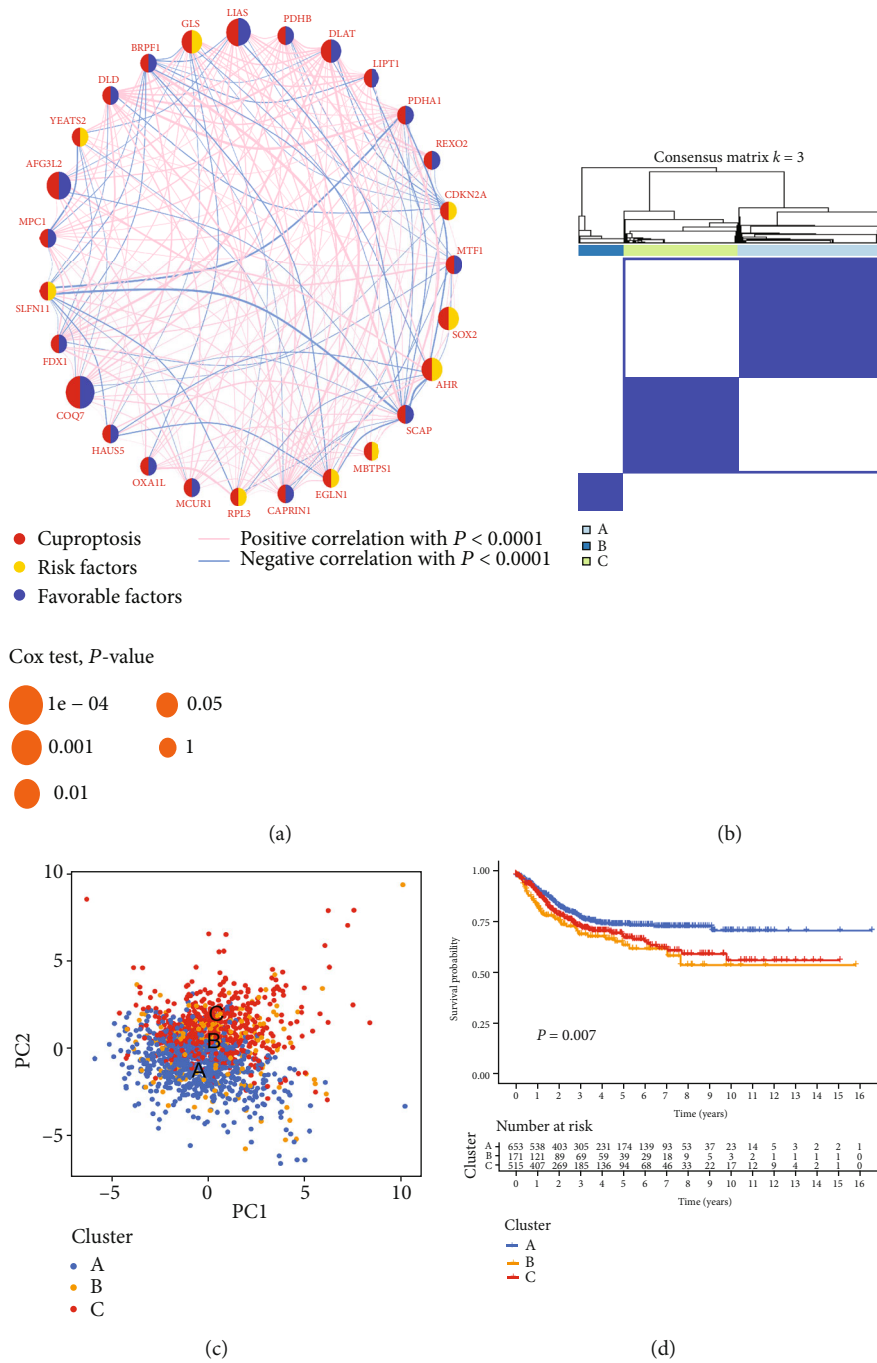 LIAS
PDHB
GLS
DLAT
BRPF1
LIPT1
DLD
PDHA1
YEATS2
REXO2
AFG3L2
CDKN2A
MPC1
MTF1
SLFN11
SOX2
FDX1
AHR
COQ7
SCAP
HAUS5
MBTPS1
OXA1L
EGLN1
MCUR1
CAPRIN1
RPL3
Cuproptosis
Risk factors
Favorable factors
Positive correlation with P < 0.0001
Negative correlation with P < 0.0001
Cox test, P-value
1e − 04
0.05
0.001
1
0.01
(a)
Consensus matrix k = 3
A
B
C
(b)
10
5
0
−5
PC2
−5 0 5 10
PC1
C
B
A
Cluster
A
B
C
(c)
1.00
0.75
0.50
0.25
0.00
Survival probability
P = 0.007
0 1 2 3 4 5 6 7 8 9 10 11 12 13 14 15 16
Time (years)
Number at risk
Cluster
A 653 538 403 305 231 174 139 93 53 37 23 14 5 3 2 2 1
B 171 121 89 69 59 39 29 18 9 5 3 2 1 1 1 1 0
C 515 407 269 185 136 94 68 46 33 22 17 12 9 4 2 1 0
0 1 2 3 4 5 6 7 8 9 10 11 12 13 14 15 16
Time (years)
Cluster
A
B
C
(d)